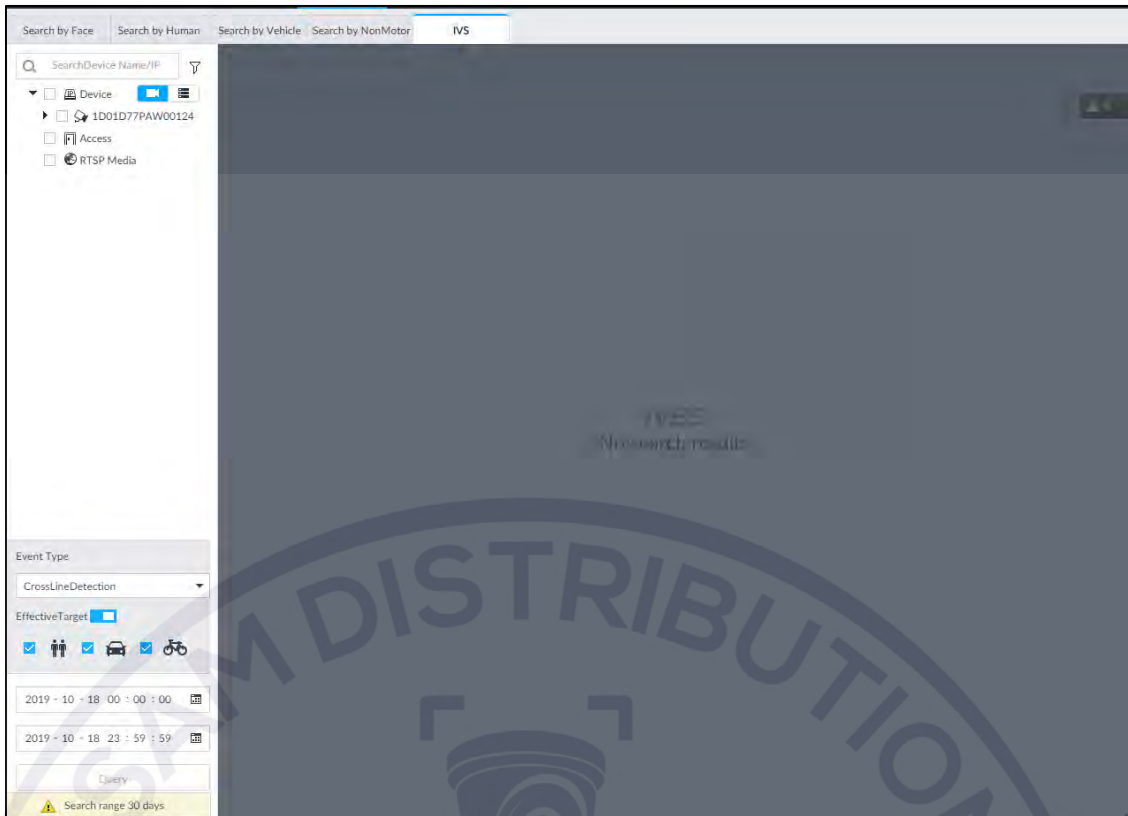 Search by Face Search by Human Search by Vehicle Search by NonMotor IVS
SearchDevice Name/IP
Device
1D01D77PAW00124
Access
RTSP Media
No search results
Event Type
CrossLineDetection
EffectiveTarget
2019 - 10 - 18 00 : 00 : 00
2019 - 10 - 18 23 : 59 : 59
Query
Search range 30 days
SAM DISTRIBUTION